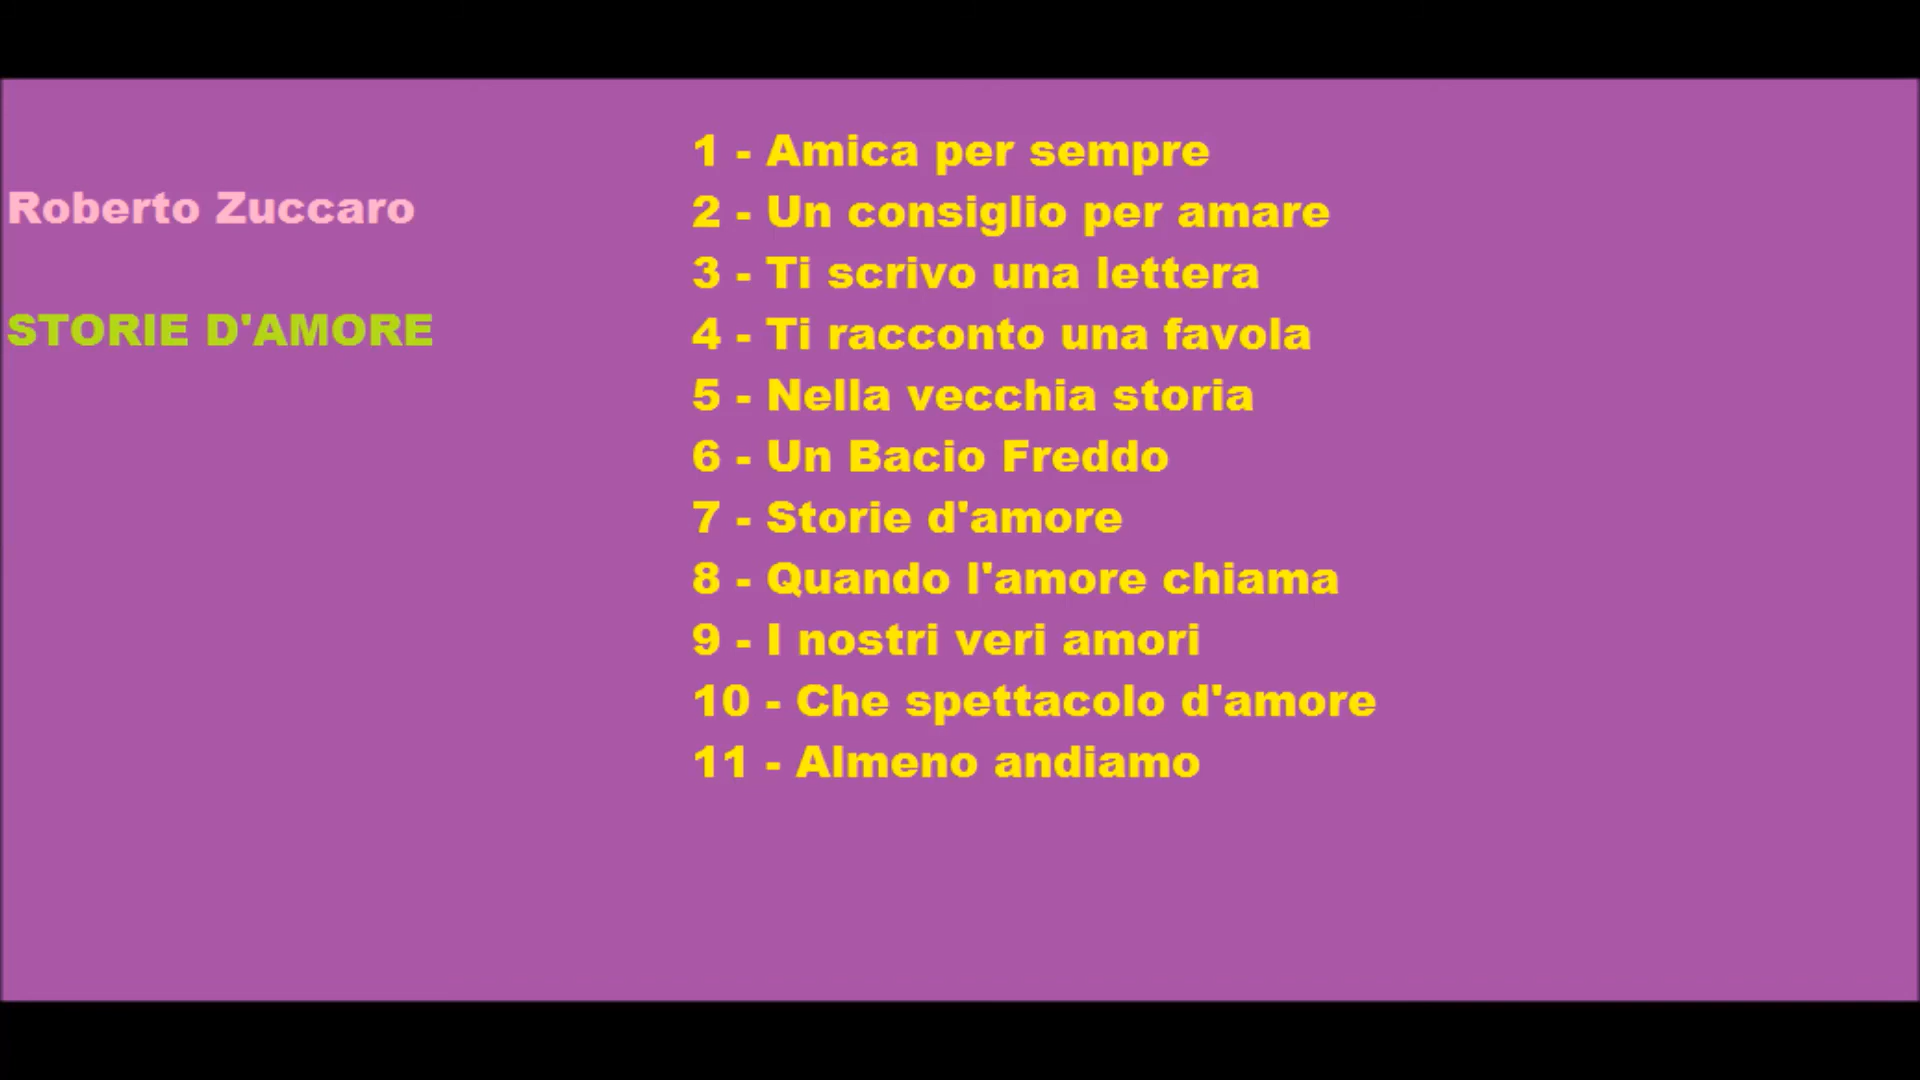 Roberto Zuccaro
STORIE D'AMORE
1 - Amica per sempre
2 - Un consiglio per amare
3 - Ti scrivo una lettera
4 - Ti racconto una favola
5 - Nella vecchia storia
6 - Un Bacio Freddo
7 - Storie d'amore
8 - Quando l'amore chiama
9 - I nostri veri amori
10 - Che spettacolo d'amore
11 - Almeno andiamo